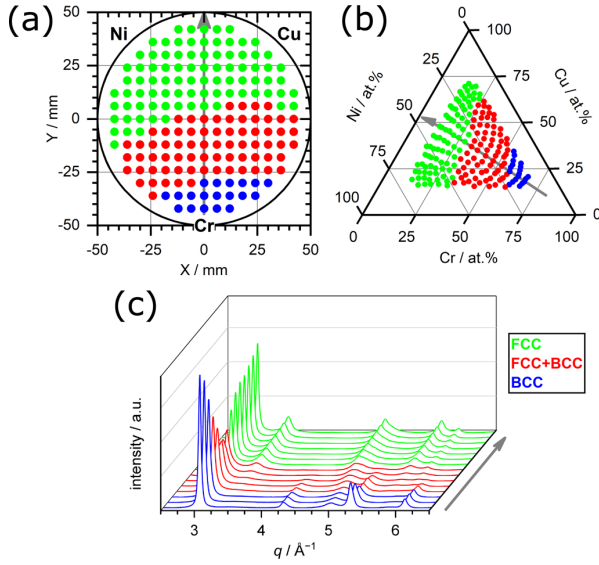 (a)
50
25
0
-25
-50
Y / mm
Ni
Cu
Cr
-50 -25 0 25 50
X / mm
(b)
0
25
50
75
100
Ni / at.%
100
75
50
25
0
Cu / at.%
0 25 50 75 100
Cr / at.%
(c)
intensity / a.u.
3 4 5 6
q / Å⁻¹
FCC
FCC+BCC
BCC